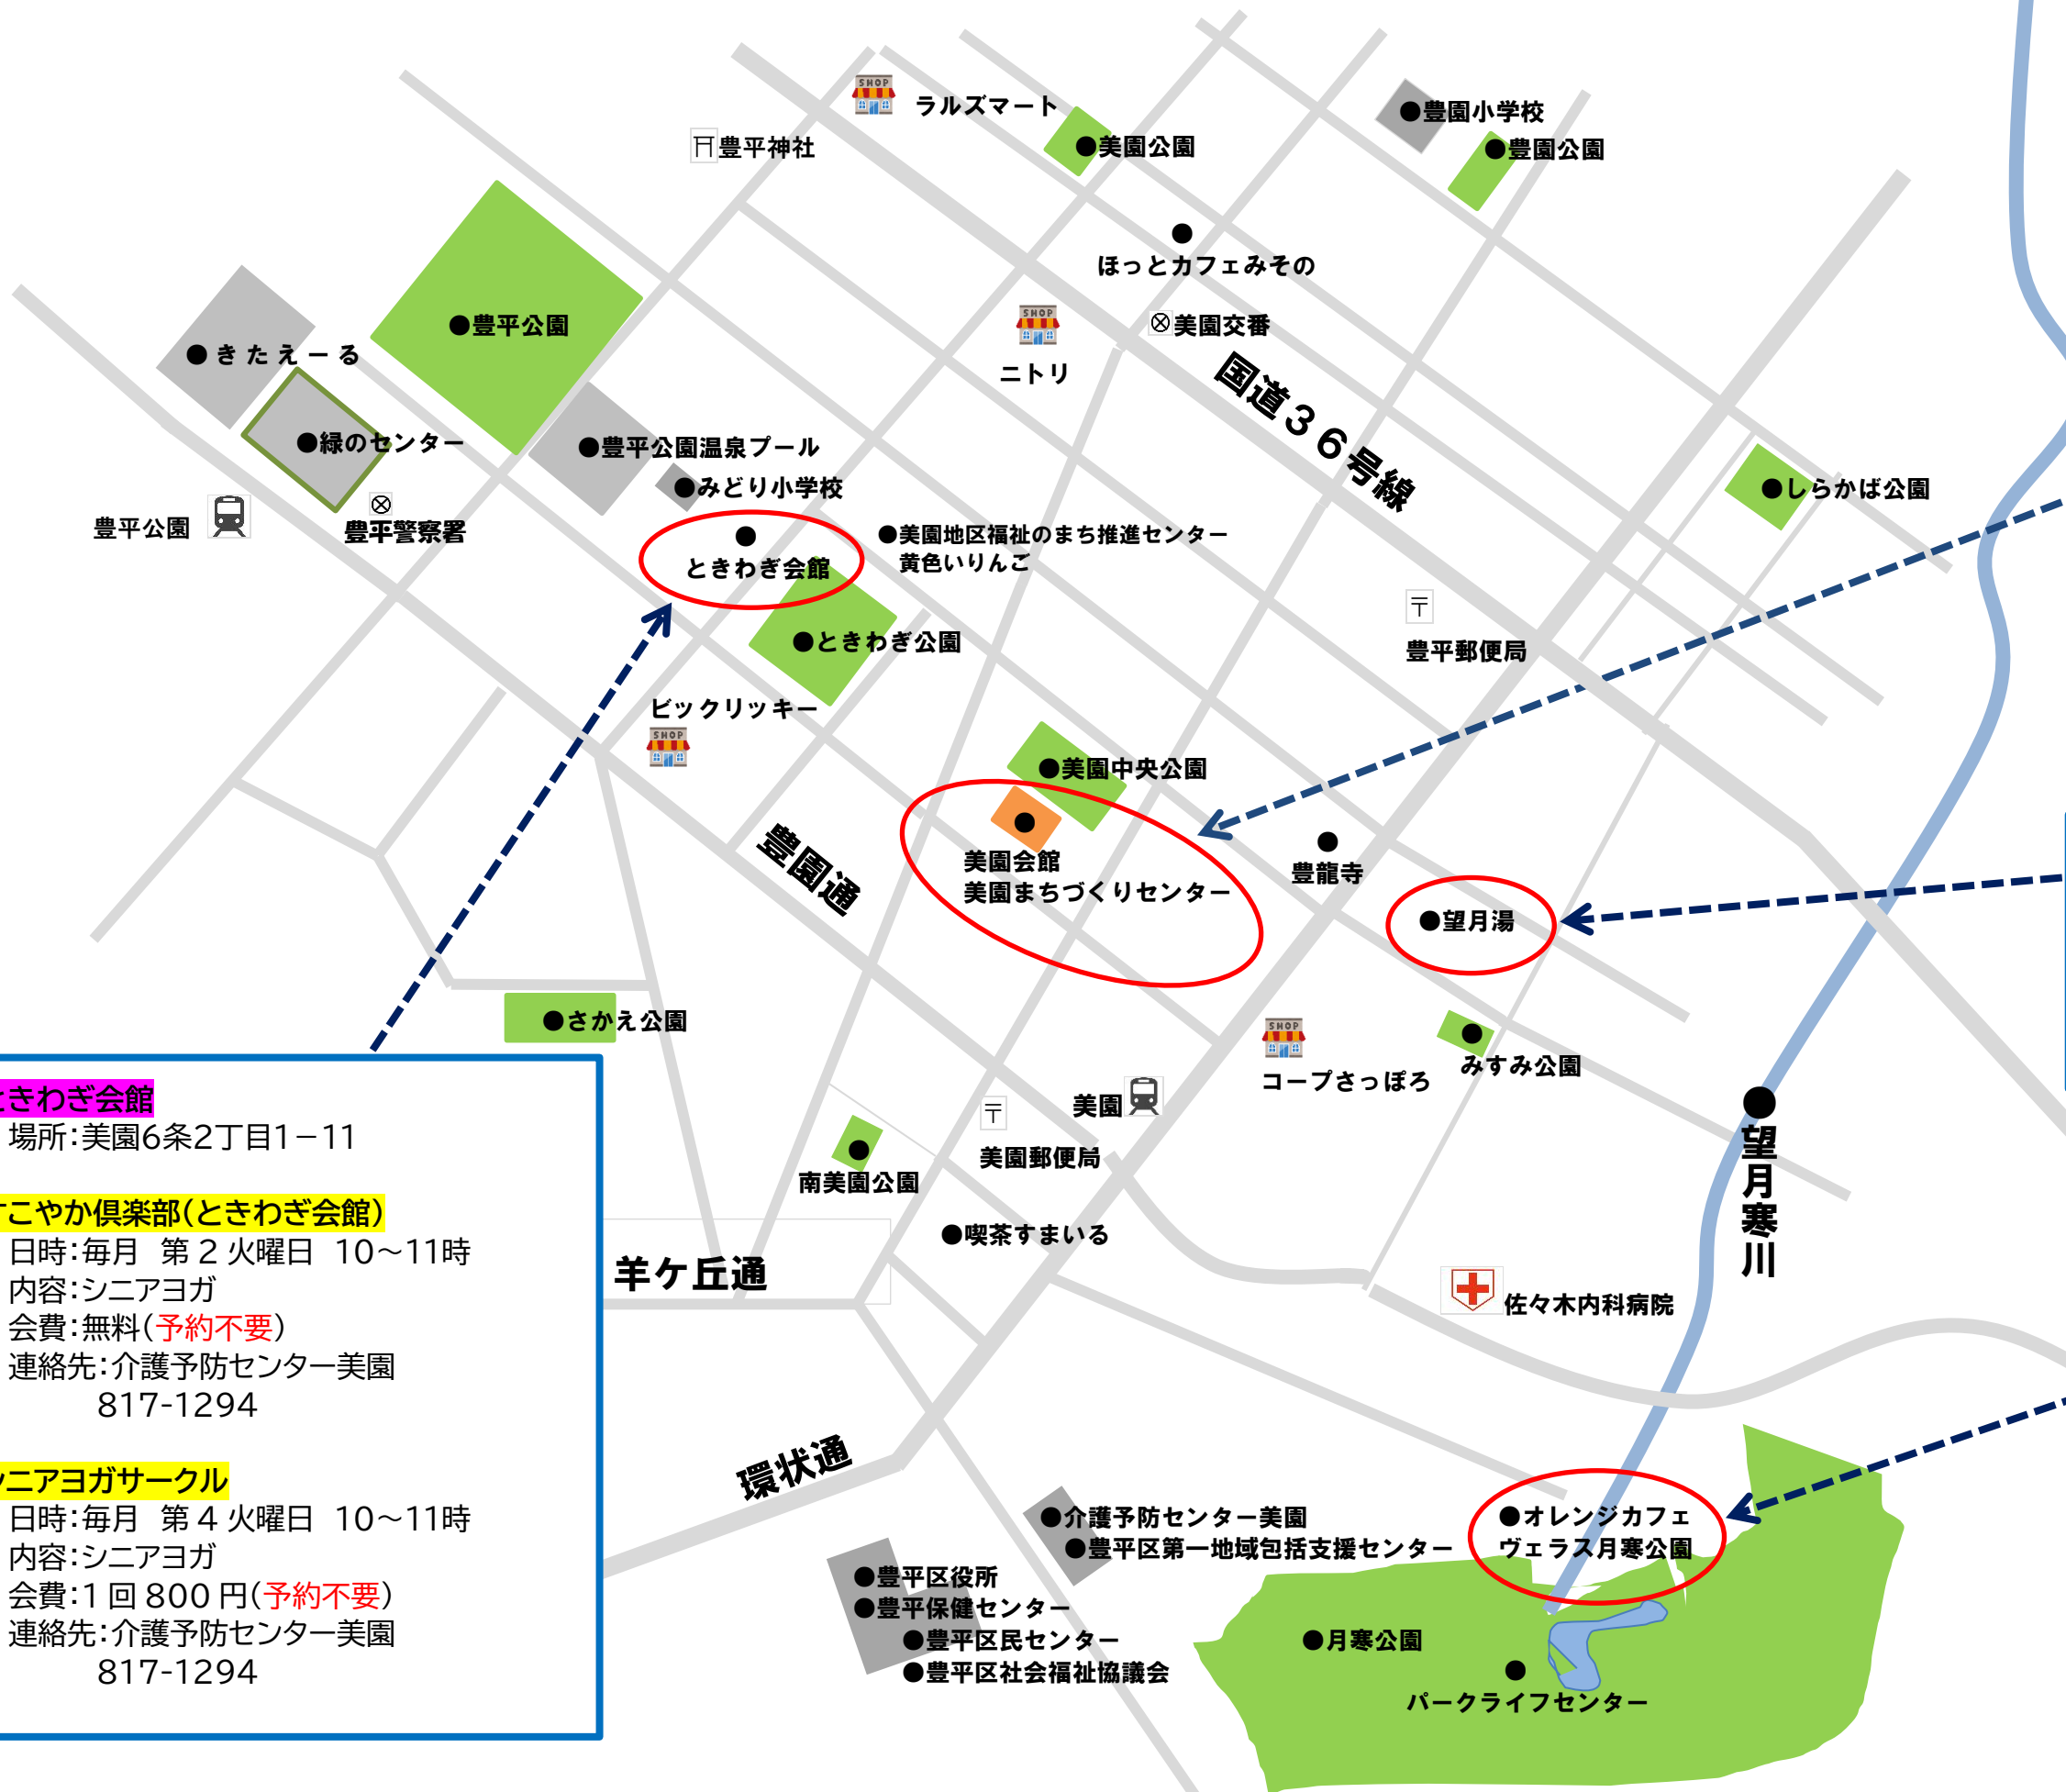 ラルズマート
豊平神社
●美園公園
●豊園小学校
●豊園公園
ほっとカフェみその
美園交番
ニトリ
国道36号線
●豊平公園
●きたえーる
●緑のセンター
●豊平公園温泉プール
●みどり小学校
豊平公園
豊平警察署
ときわぎ会館
●美園地区福祉のまち推進センター
黄色いりんご
●しらかば公園
●ときわぎ公園
豊平郵便局
ビックリッキー
●美園中央公園
豊園通
美園会館
美園まちづくりセンター
豊龍寺
●望月湯
●さかえ公園
コープさっぽろ
みすみ公園
美園
美園郵便局
南美園公園
●喫茶すまいる
望月寒川
羊ケ丘通
佐々木内科病院
環状通
●介護予防センター美園
●豊平区第一地域包括支援センター
●オレンジカフェ
ヴェラス月寒公園
●豊平区役所
●豊平保健センター
●豊平区民センター
●豊平区社会福祉協議会
●月寒公園
パークライフセンター
ときわぎ会館
場所:美園6条2丁目1-11
すこやか倶楽部(ときわぎ会館)
日時:毎月 第2火曜日 10~11時
内容:シニアヨガ
会費:無料(予約不要)
連絡先:介護予防センター美園
817-1294
シニアヨガサークル
日時:毎月 第4火曜日 10~11時
内容:シニアヨガ
会費:1回800円(予約不要)
連絡先:介護予防センター美園
817-1294
SHOP
SHOP
SHOP
SHOP